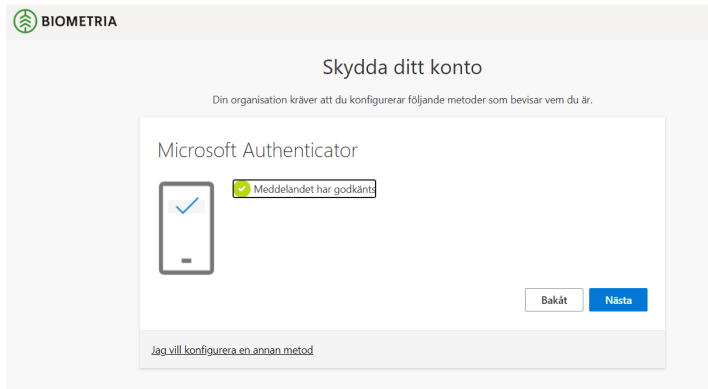 BIOMETRIA
Skydda ditt konto
Din organisation kräver att du konfigurerar följande metoder som bevisar vem du är.
Microsoft Authenticator
Meddelandet har godkänts
Bakåt
Nästa
Jag vill konfigurera en annan metod